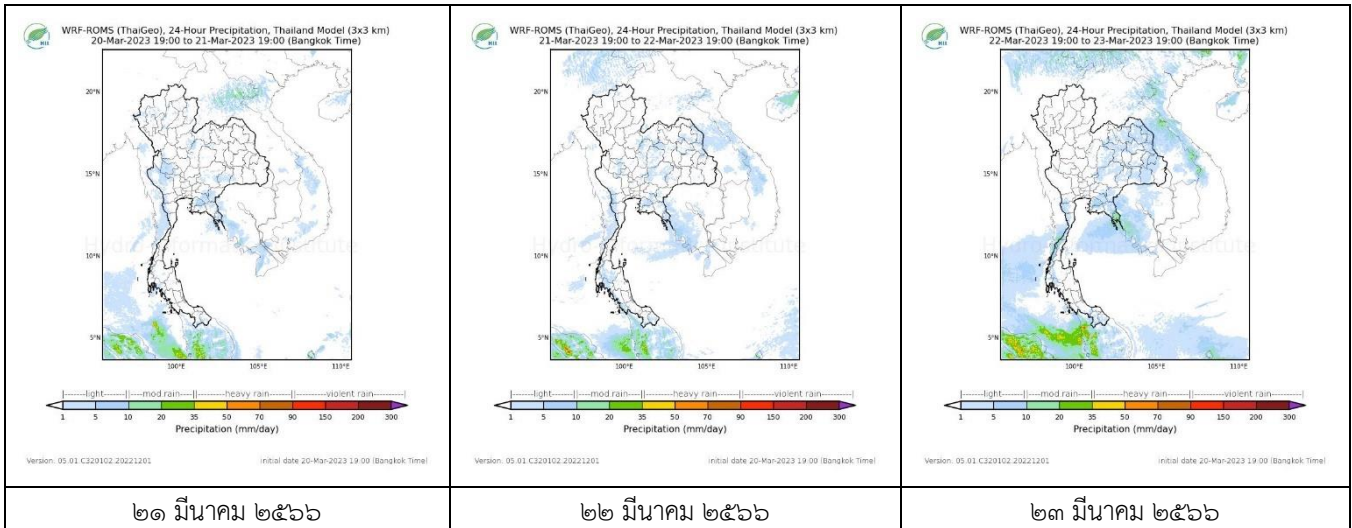 WRF-ROMS (ThaiGeo), 24-Hour Precipitation, Thailand Model (3x3 km)
20-Mar-2023 19:00 to 21-Mar-2023 19:00 (Bangkok Time)
HII
20°N
15°N
10°N
5°N
100°E 105°E 110°E
|-------light-------||---mod rain---||------heavy rain------||------violent rain------|
1 5 10 20 35 50 70 90 150 200 300
Precipitation (mm/day)
Version: 05.01.C320102.20221201 initial date 20-Mar-2023 19:00 (Bangkok Time)
๒๑ มีนาคม ๒๕๖๖
WRF-ROMS (ThaiGeo), 24-Hour Precipitation, Thailand Model (3x3 km)
21-Mar-2023 19:00 to 22-Mar-2023 19:00 (Bangkok Time)
HII
20°N
15°N
10°N
5°N
100°E 105°E 110°E
|-------light-------||---mod rain---||------heavy rain------||------violent rain------|
1 5 10 20 35 50 70 90 150 200 300
Precipitation (mm/day)
Version: 05.01.C320102.20221201 initial date 20-Mar-2023 19:00 (Bangkok Time)
๒๒ มีนาคม ๒๕๖๖
WRF-ROMS (ThaiGeo), 24-Hour Precipitation, Thailand Model (3x3 km)
22-Mar-2023 19:00 to 23-Mar-2023 19:00 (Bangkok Time)
HII
20°N
15°N
10°N
5°N
100°E 105°E 110°E
|-------light-------||---mod rain---||------heavy rain------||------violent rain------|
1 5 10 20 35 50 70 90 150 200 300
Precipitation (mm/day)
Version: 05.01.C320102.20221201 initial date 20-Mar-2023 19:00 (Bangkok Time)
๒๓ มีนาคม ๒๕๖๖